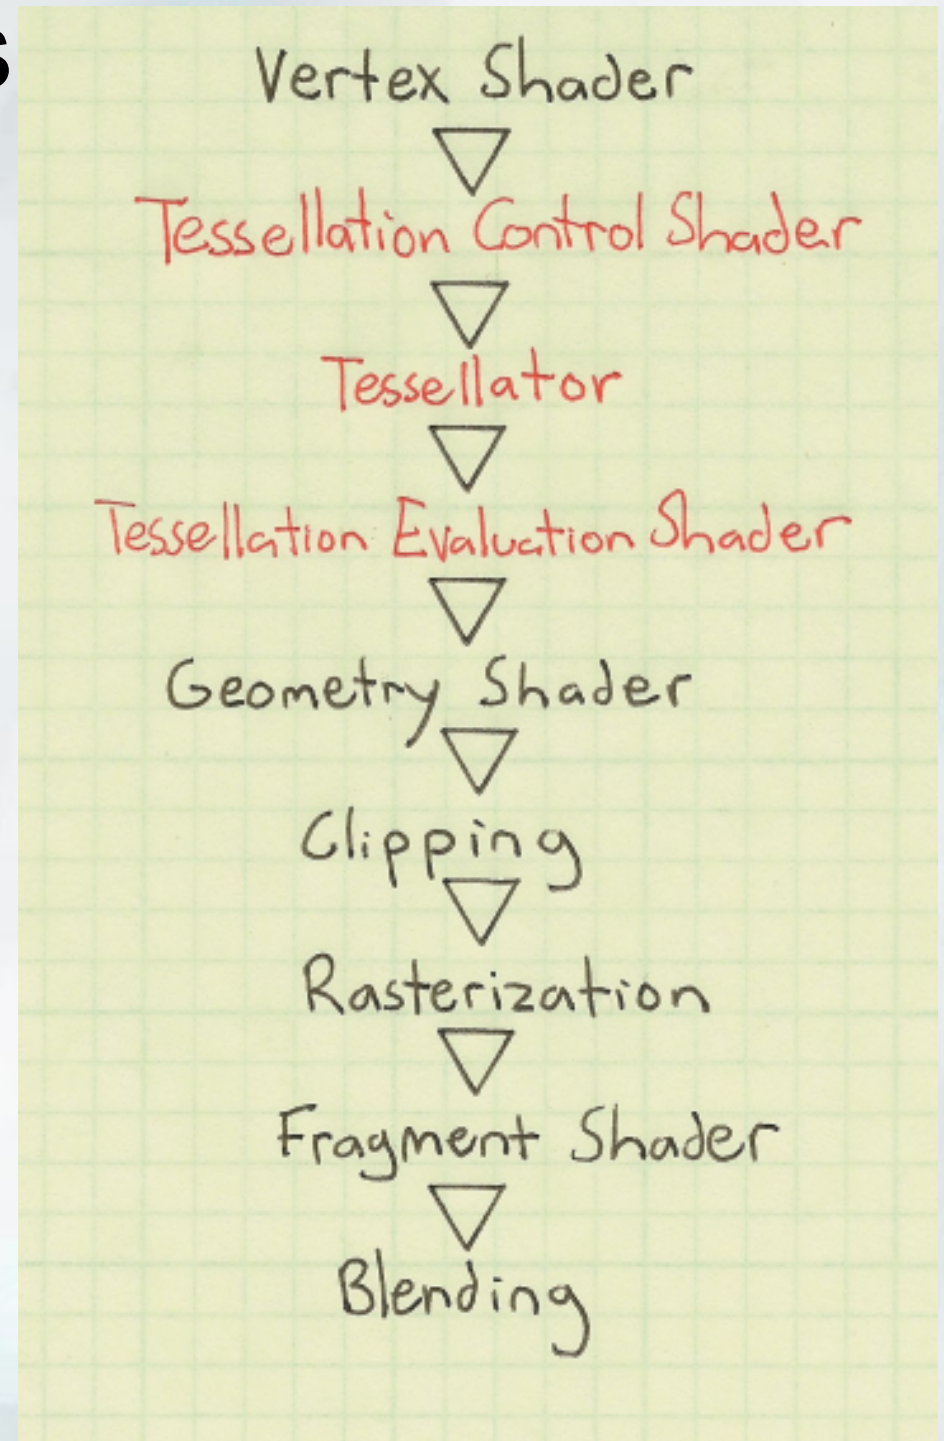 s
Vertex Shader
Tessellation Control Shader
Tessellator
Tessellation Evaluation Shader
Geometry Shader
Clipping
Rasterization
Fragment Shader
Blending